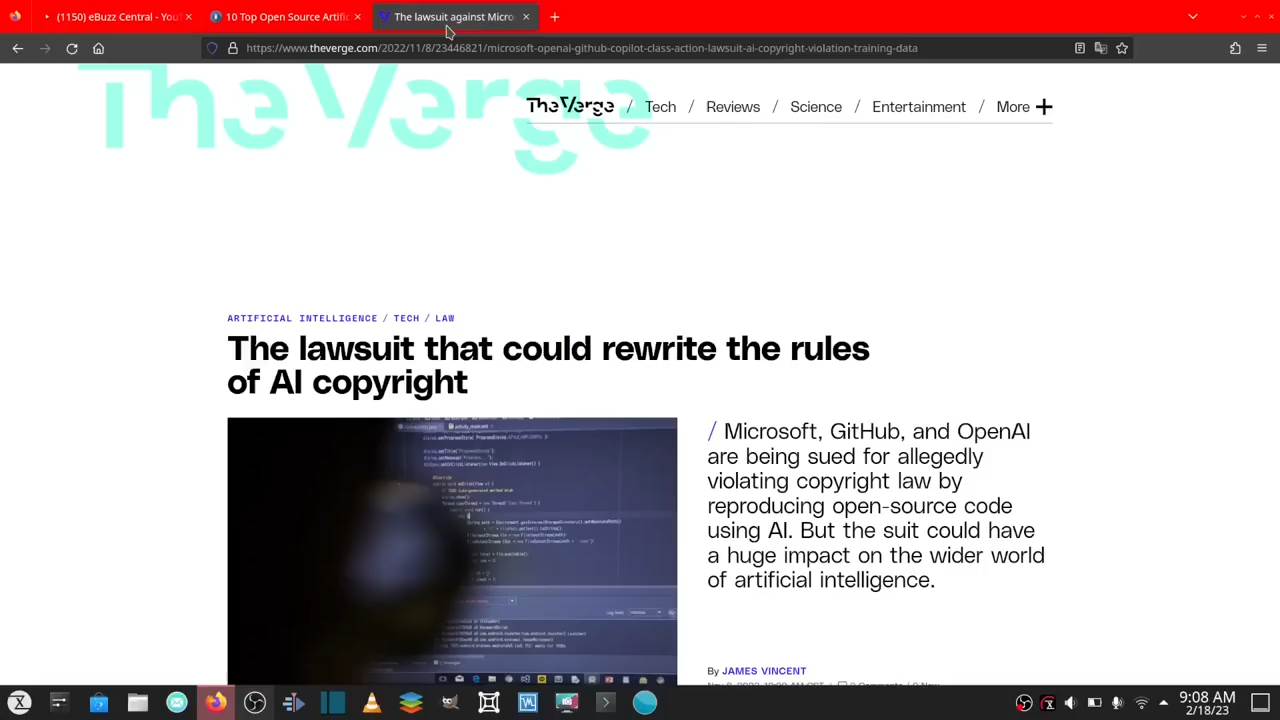 (1150) eBuzz Central - You
10 Top Open Source Artific
The lawsuit against Micro
https://www.theverge.com/2022/11/8/23446821/microsoft-openai-github-copilot-class-action-lawsuit-ai-copyright-violation-training-data
The Verge
The Verge / Tech / Reviews / Science / Entertainment / More +
ARTIFICIAL INTELLIGENCE / TECH / LAW
The lawsuit that could rewrite the rules
of AI copyright
/ Microsoft, GitHub, and OpenAI
are being sued for allegedly
violating copyright law by
reproducing open-source code
using AI. But the suit could have
a huge impact on the wider world
of artificial intelligence.
By JAMES VINCENT
9:08 AM
2/18/23